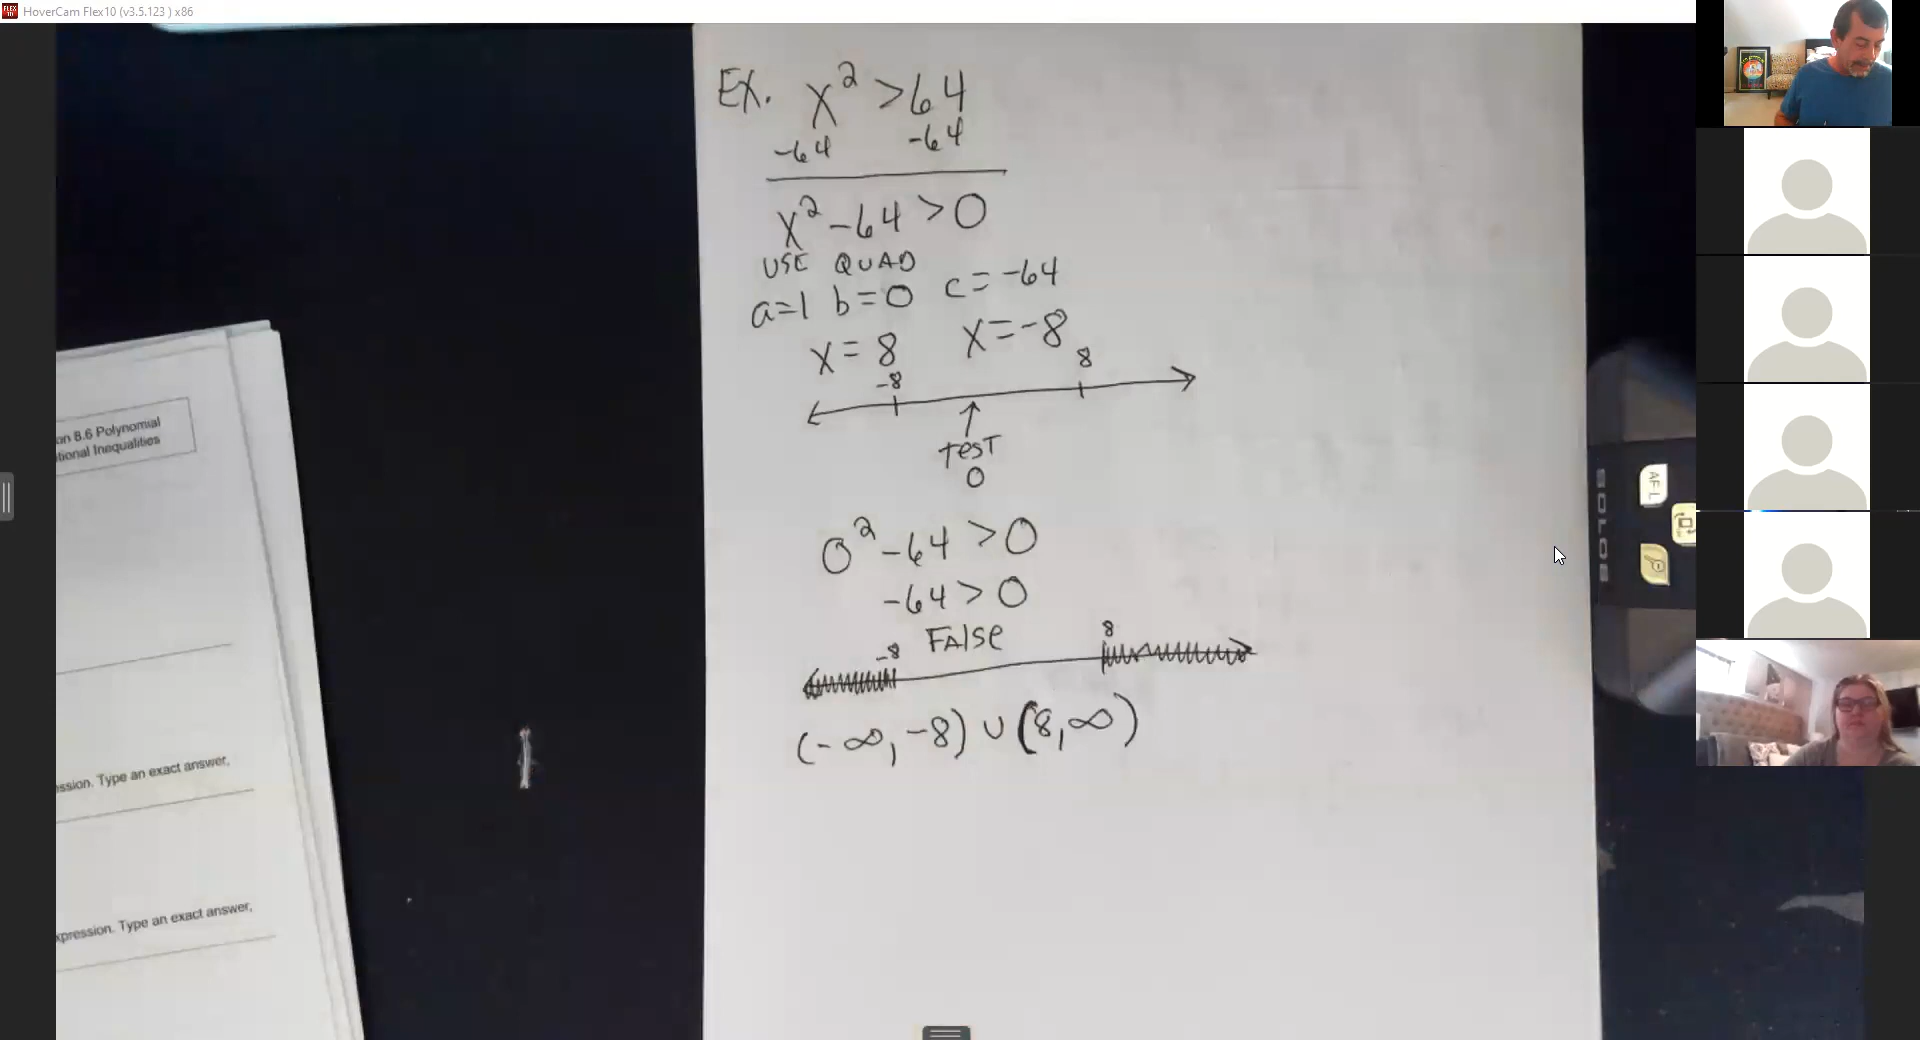 HoverCam Flex10 (v3.5.123 ) x86
EX. x² > 64
-64 -64
x² - 64 > 0
USE QUAD
a=1 b=0 c=-64
x=8 x=-8
-8 8
TEST
0
0² - 64 > 0
-64 > 0
FAlSe
-8 8
(-∞, -8) ∪ (8, ∞)
8.6 Polynomial
Inequalities
Type an exact answer,
Type an exact answer,
AF-L